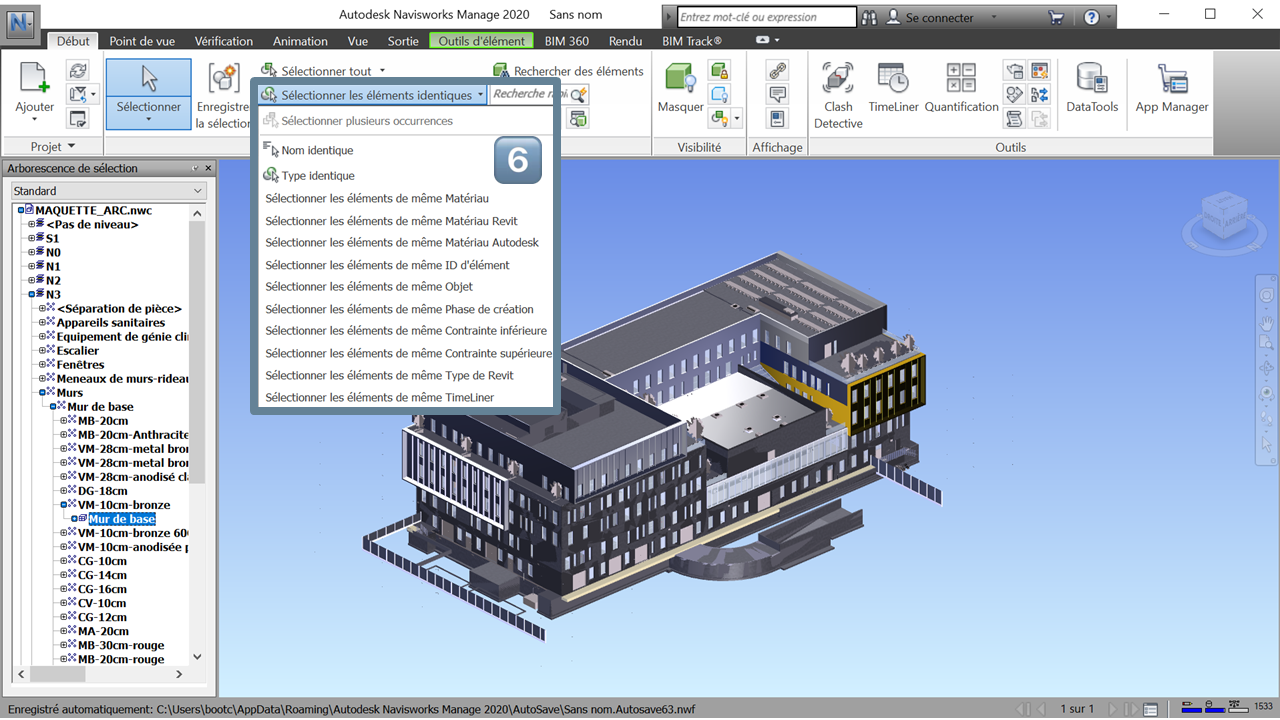 Autodesk Navisworks Manage 2020 Sans nom
Entrez mot-clé ou expression
Se connecter
Début Point de vue Vérification Animation Vue Sortie Outils d'élément BIM 360 Rendu BIM Track®
Ajouter
Projet
Sélectionner
Enregistrer
la sélection
Sélectionner tout
Sélectionner les éléments identiques
Sélectionner plusieurs occurrences
Nom identique
Type identique
Sélectionner les éléments de même Matériau
Sélectionner les éléments de même Matériau Revit
Sélectionner les éléments de même Matériau Autodesk
Sélectionner les éléments de même ID d'élément
Sélectionner les éléments de même Objet
Sélectionner les éléments de même Phase de création
Sélectionner les éléments de même Contrainte inférieure
Sélectionner les éléments de même Contrainte supérieure
Sélectionner les éléments de même Type de Revit
Sélectionner les éléments de même TimeLiner
6
Rechercher des éléments
Recherche
Masquer
Visibilité
Affichage
Clash
Detective
TimeLiner
Quantification
DataTools
App Manager
Outils
Arborescence de sélection
Standard
MAQUETTE_ARC.nwc
<Pas de niveau>
S1
N0
N1
N2
N3
<Séparation de pièce>
Appareils sanitaires
Equipement de génie cli
Escalier
Fenêtres
Meneaux de murs-rideau
Murs
Mur de base
MB-20cm
MB-20cm-Anthracite
VM-28cm-metal bron
VM-28cm-metal bron
VM-28cm-anodisé cl
DG-18cm
VM-10cm-bronze
Mur de base
VM-10cm-bronze 60
VM-10cm-anodisée p
CG-10cm
CG-14cm
CG-16cm
CV-10cm
CG-12cm
MA-20cm
MB-30cm-rouge
MB-20cm-rouge
Enregistré automatiquement: C:\Users\bootc\AppData\Roaming\Autodesk Navisworks Manage 2020\AutoSave\Sans nom.Autosave63.nwf
1 sur 1
1533